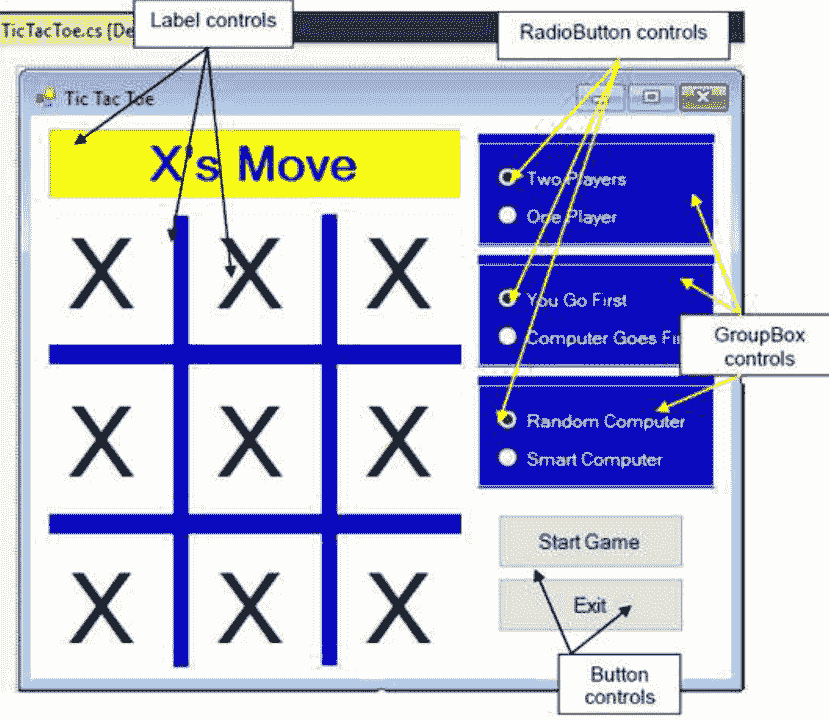 TicTacToe.cs [De
Label controls
RadioButton controls
Tic Tac Toe
X's Move
Two Players
One Player
X X X
You Go First
Computer Goes Fir
GroupBox
controls
X X X
Random Computer
Smart Computer
Start Game
X X X
Exit
Button
controls